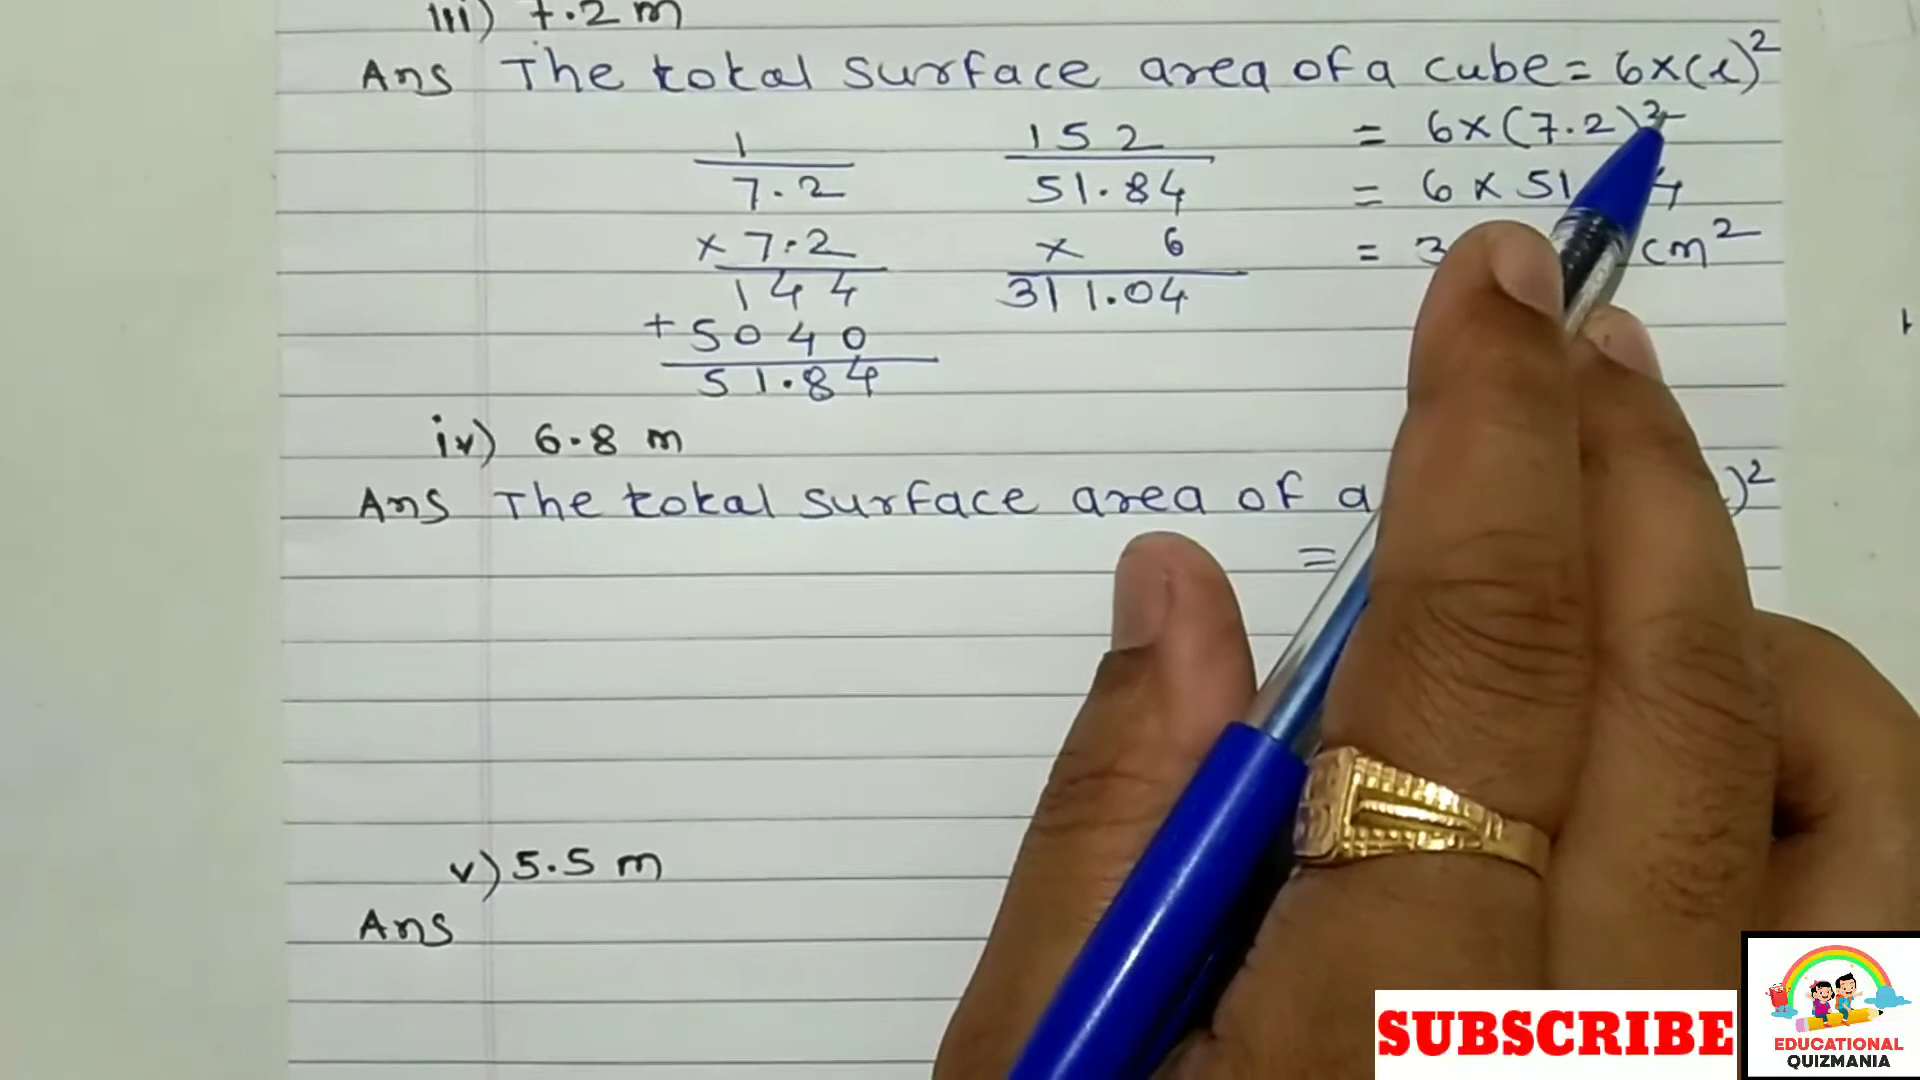 iii) 7.2 m
Ans The total surface area of a cube = 6×(l)²
= 6×(7.2)²
= 6 × 51 4
= 3 cm²
1
7.2
× 7.2
144
+ 5040
51.84
152
51.84
× 6
311.04
iv) 6.8 m
Ans The total surface area of a )²
=
v) 5.5 m
Ans
SUBSCRIBE
EDUCATIONAL
QUIZMANIA